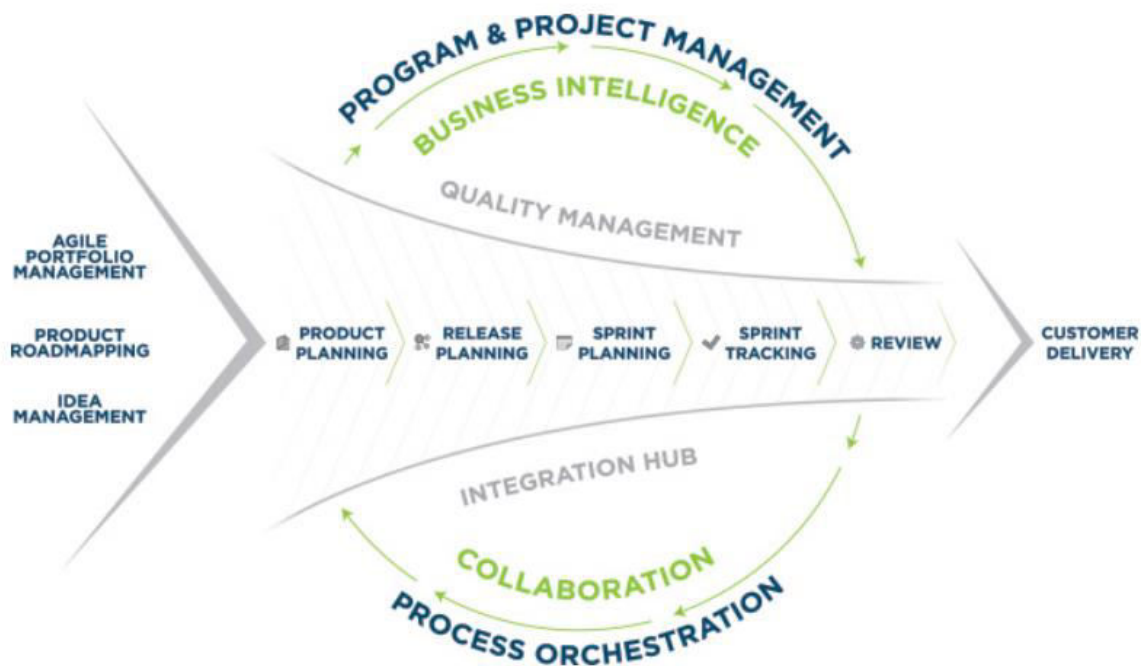 PROGRAM & PROJECT MANAGEMENT
BUSINESS INTELLIGENCE
QUALITY MANAGEMENT
AGILE
PORTFOLIO
MANAGEMENT
PRODUCT
ROADMAPPING
IDEA
MANAGEMENT
PRODUCT
PLANNING
RELEASE
PLANNING
SPRINT
PLANNING
SPRINT
TRACKING
REVIEW
CUSTOMER
DELIVERY
INTEGRATION HUB
COLLABORATION
PROCESS ORCHESTRATION